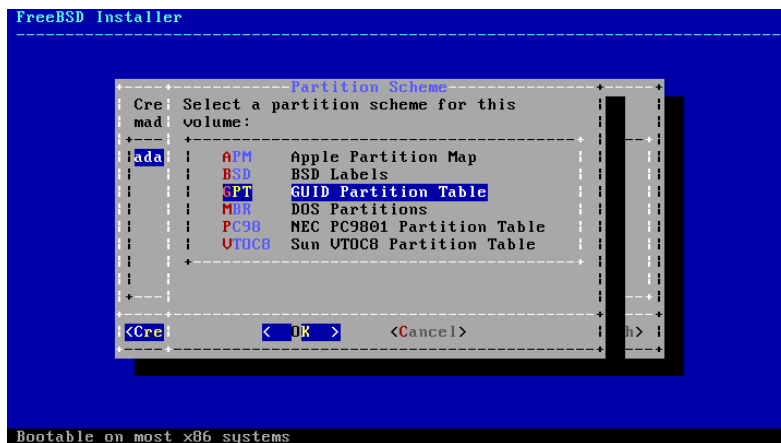 FreeBSD Installer
Partition Scheme
Cre Select a partition scheme for this
mad volume:
ada APM Apple Partition Map
BSD BSD Labels
GPT GUID Partition Table
MBR DOS Partitions
PC98 NEC PC9801 Partition Table
VTOC8 Sun VTOC8 Partition Table
<Cre < OK > <Cancel> h>
Bootable on most x86 systems